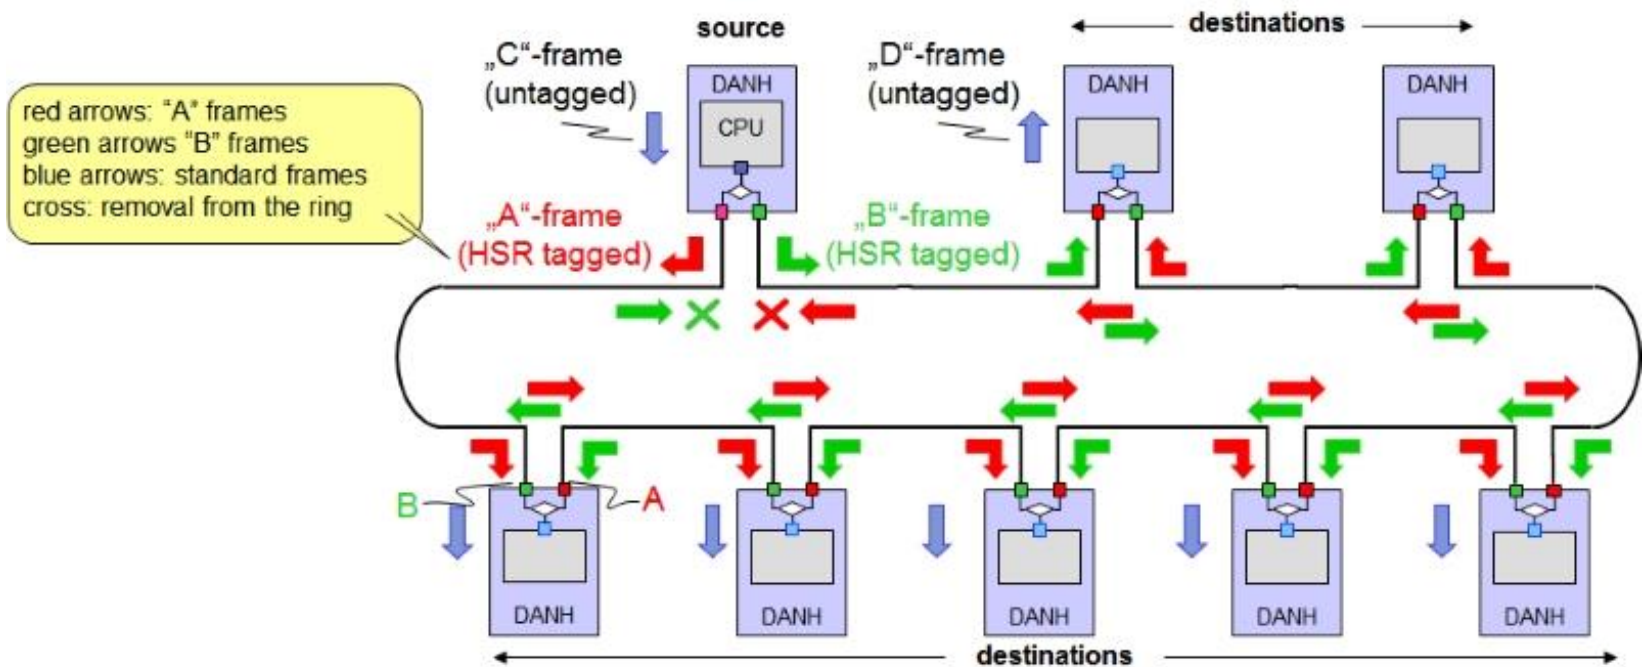 source
destinations
„C“-frame
(untagged)
DANH
CPU
„D“-frame
(untagged)
DANH
DANH
red arrows: “A” frames
green arrows “B” frames
blue arrows: standard frames
cross: removal from the ring
„A“-frame
(HSR tagged)
„B“-frame
(HSR tagged)
B
A
DANH
DANH
DANH
DANH
DANH
destinations